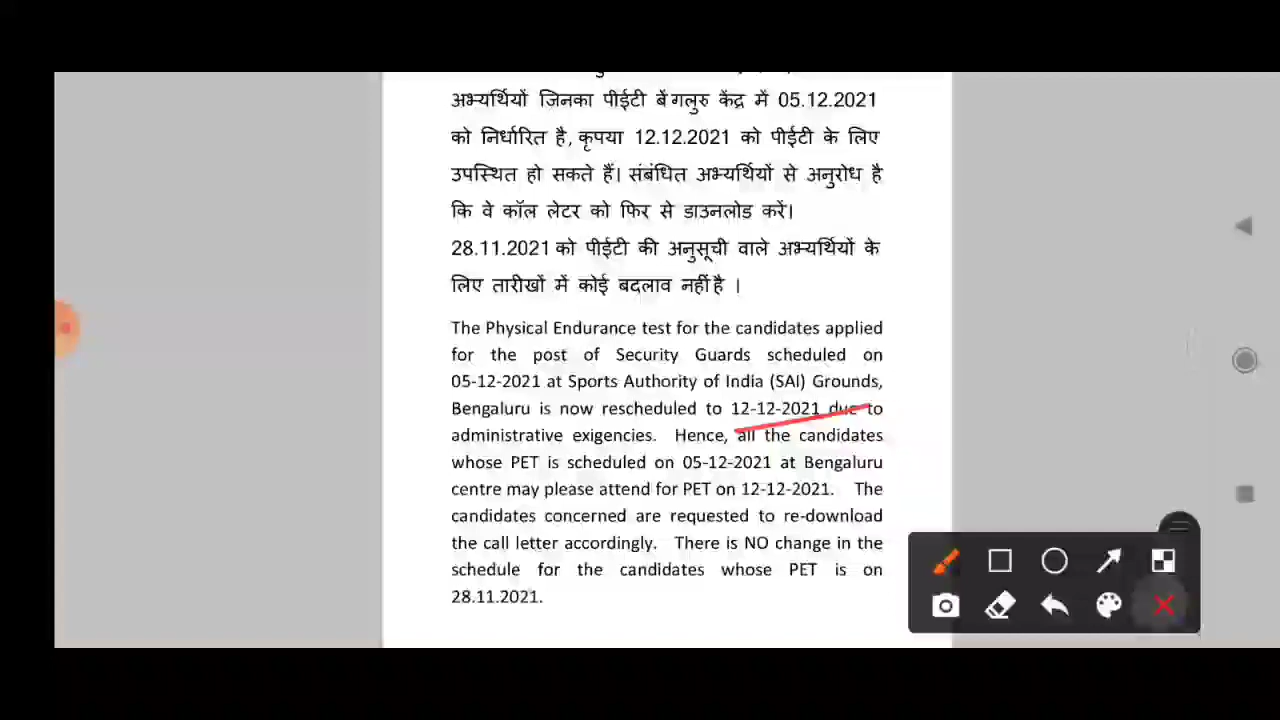 अभ्यर्थियों जिनका पीईटी बेंगलुरु केंद्र में 05.12.2021
को निर्धारित है, कृपया 12.12.2021 को पीईटी के लिए
उपस्थित हो सकते हैं। संबंधित अभ्यर्थियों से अनुरोध है
कि वे कॉल लेटर को फिर से डाउनलोड करें।
28.11.2021 को पीईटी की अनुसूची वाले अभ्यर्थियों के
लिए तारीखों में कोई बदलाव नहीं है ।
The Physical Endurance test for the candidates applied
for the post of Security Guards scheduled on
05-12-2021 at Sports Authority of India (SAI) Grounds,
Bengaluru is now rescheduled to 12-12-2021 due to
administrative exigencies. Hence, all the candidates
whose PET is scheduled on 05-12-2021 at Bengaluru
centre may please attend for PET on 12-12-2021. The
candidates concerned are requested to re-download
the call letter accordingly. There is NO change in the
schedule for the candidates whose PET is on
28.11.2021.